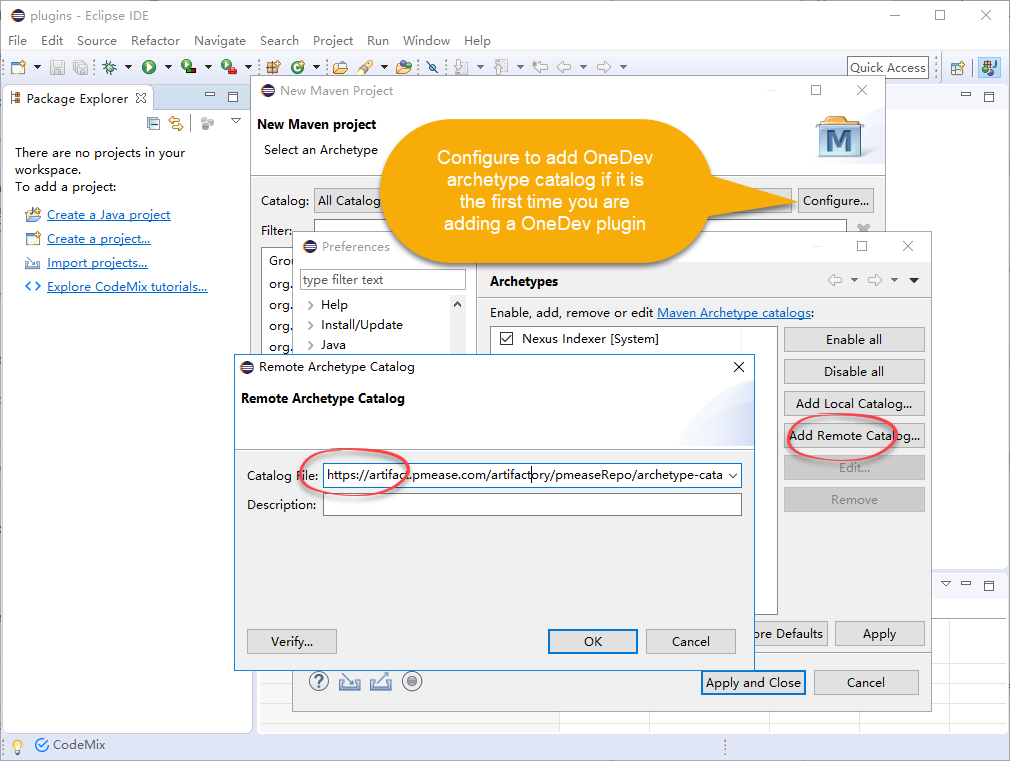 plugins - Eclipse IDE
File Edit Source Refactor Navigate Search Project Run Window Help
Quick Access
Package Explorer
There are no projects in your
workspace.
To add a project:
Create a Java project
Create a project...
Import projects...
Explore CodeMix tutorials...
New Maven Project
New Maven project
Select an Archetype
M
Catalog: All Catalog
Configure...
Filter:
Configure to add OneDev
archetype catalog if it is
the first time you are
adding a OneDev plugin
Grou
org.
org.
org.
org.
Preferences
type filter text
Help
Install/Update
Java
Archetypes
Enable, add, remove or edit Maven Archetype catalogs:
Nexus Indexer [System]
Enable all
Disable all
Add Local Catalog...
Add Remote Catalog...
Edit...
Remove
Remote Archetype Catalog
Remote Archetype Catalog
Catalog File: https://artifact.pmease.com/artifactory/pmeaseRepo/archetype-cata
Description:
Verify...
OK
Cancel
ore Defaults
Apply
Apply and Close
Cancel
CodeMix